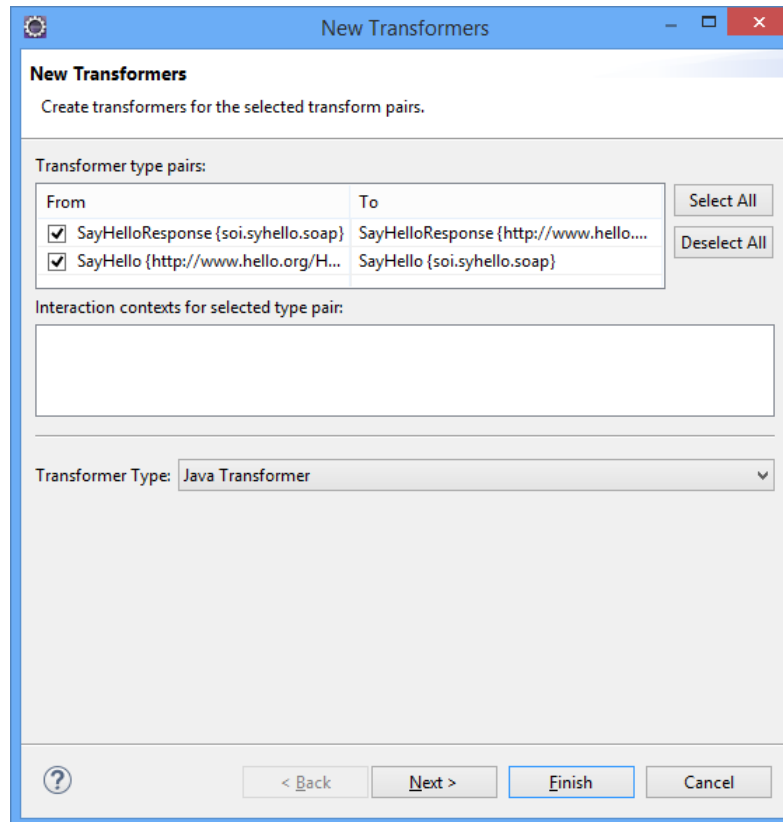 New Transformers
New Transformers
Create transformers for the selected transform pairs.
Transformer type pairs:
From To
SayHelloResponse {soi.syhello.soap} SayHelloResponse {http://www.hello....
SayHello {http://www.hello.org/H... SayHello {soi.syhello.soap}
Select All
Deselect All
Interaction contexts for selected type pair:
Transformer Type: Java Transformer
? < Back Next > Finish Cancel